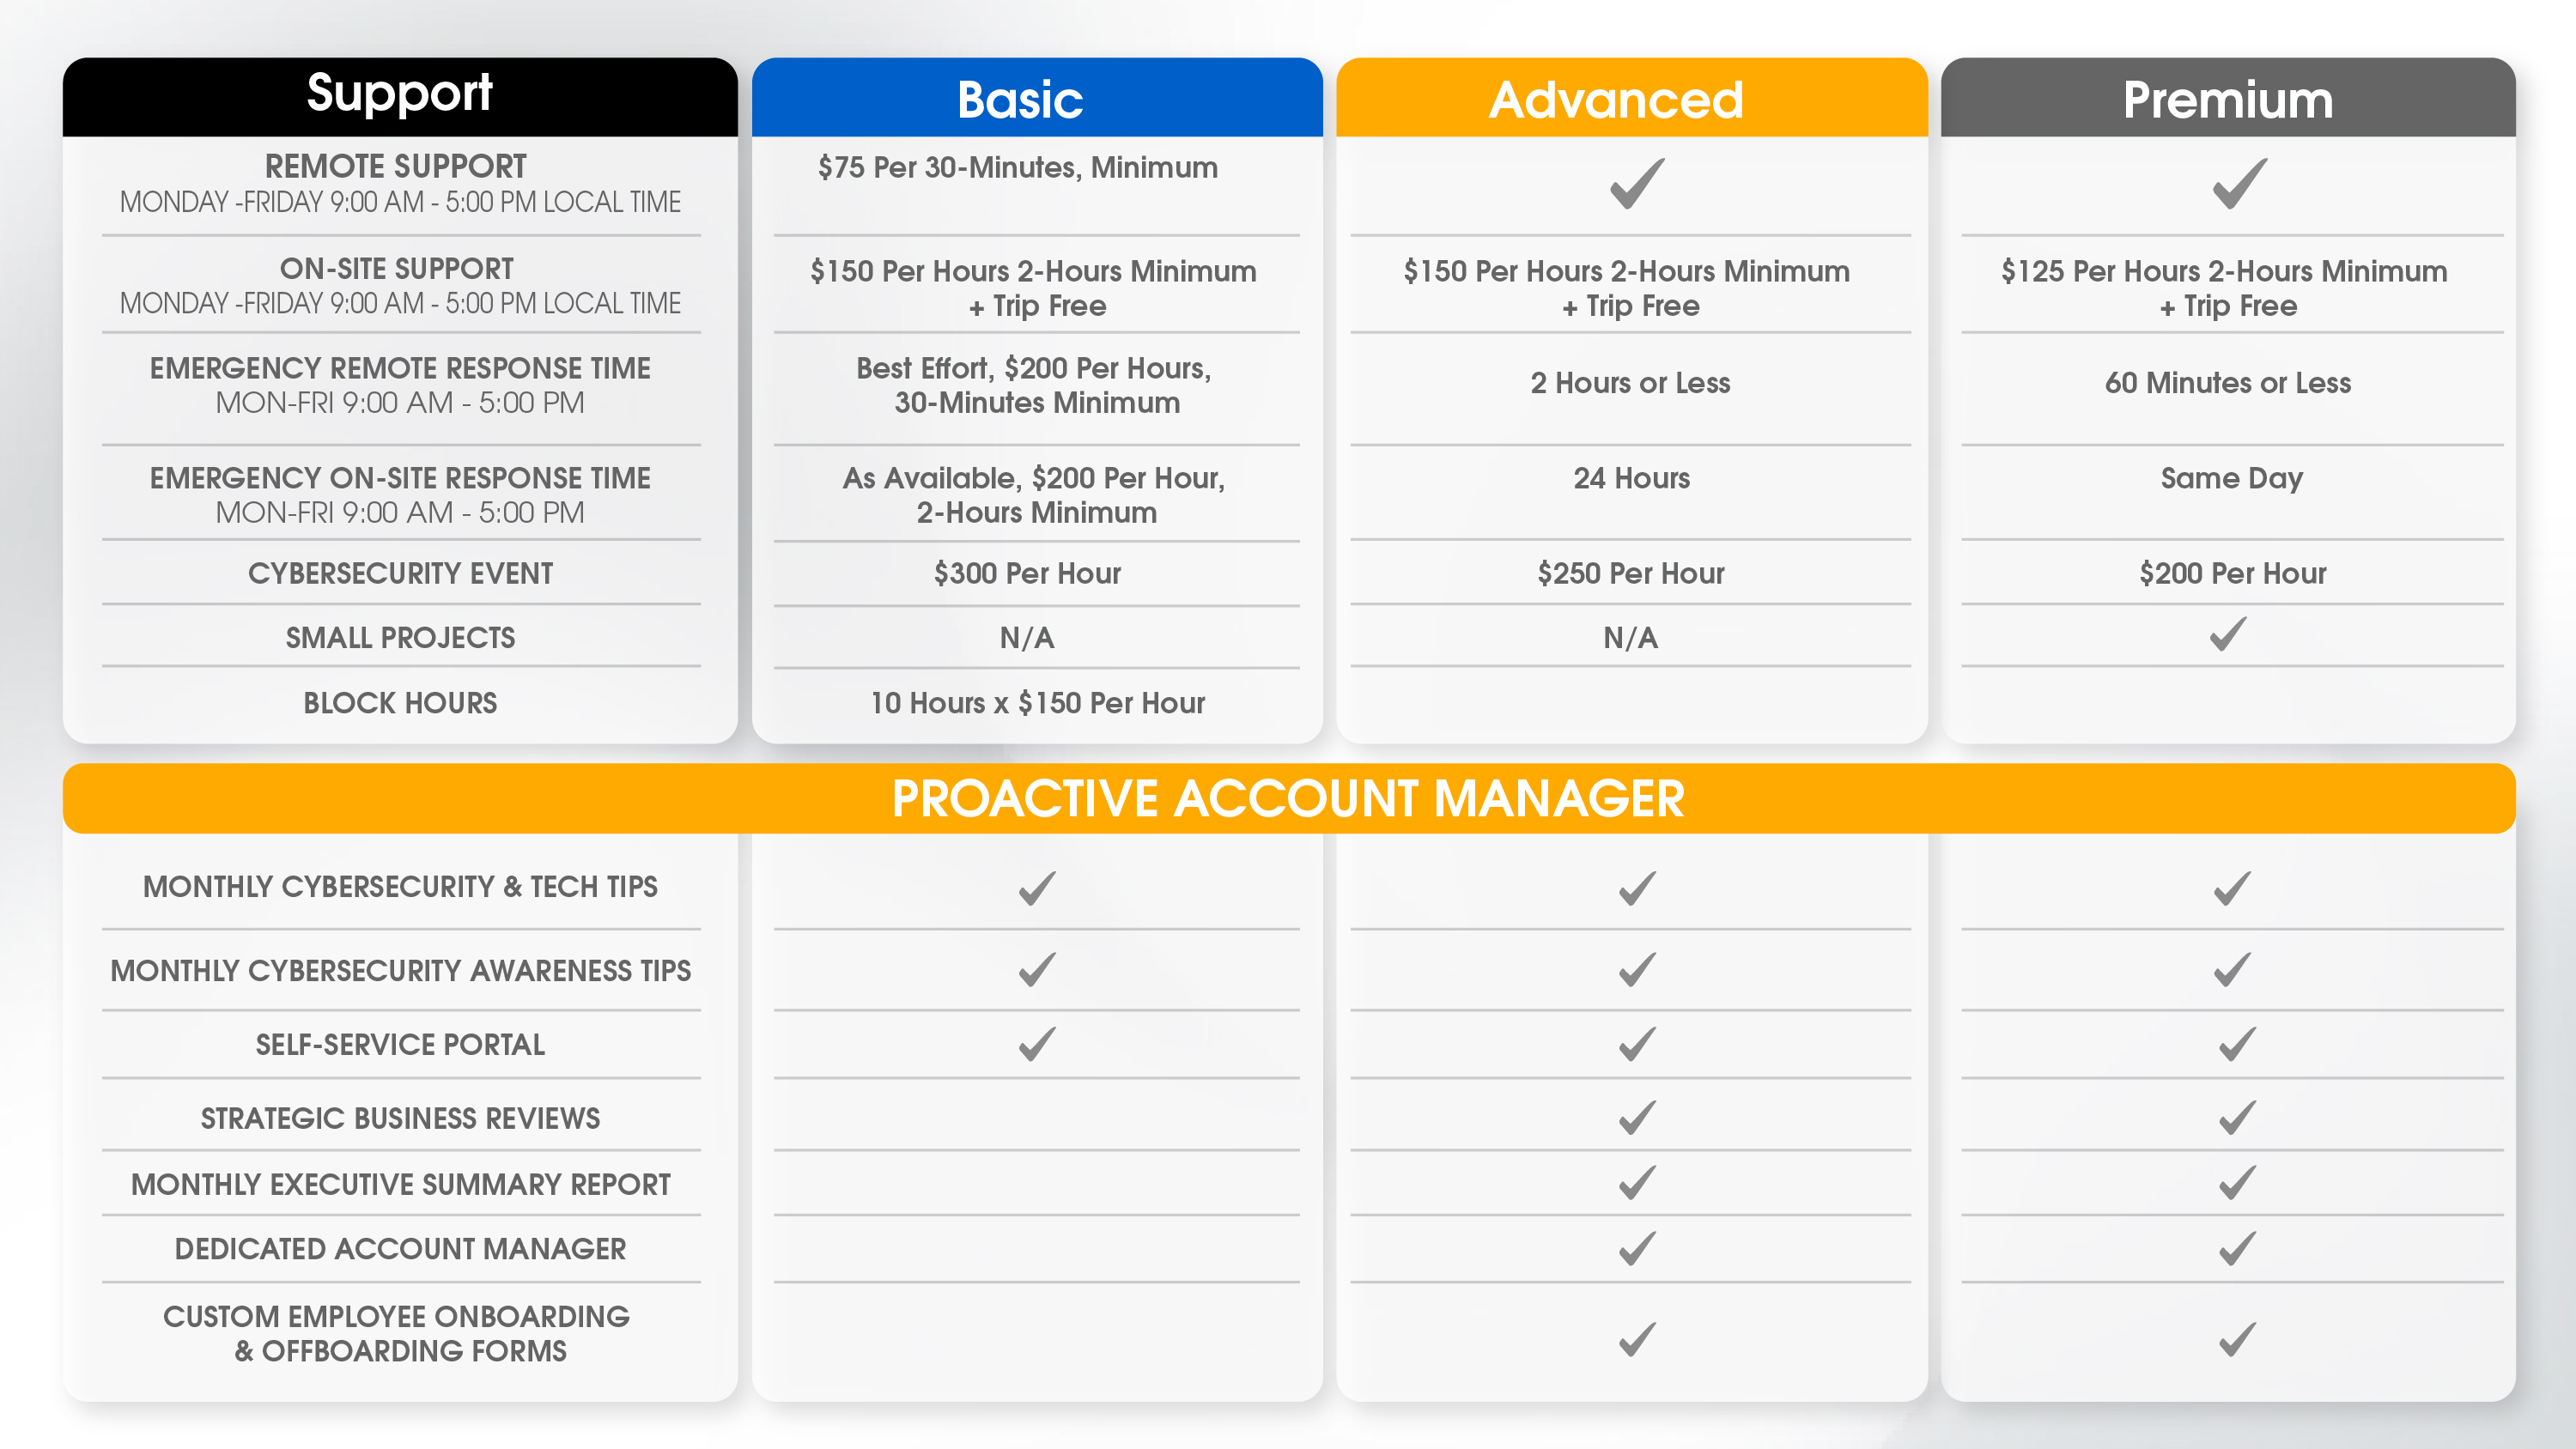 Support Basic Advanced Premium
REMOTE SUPPORT $75 Per 30-Minutes, Minimum
MONDAY -FRIDAY 9:00 AM - 5:00 PM LOCAL TIME
ON-SITE SUPPORT $150 Per Hours 2-Hours Minimum $150 Per Hours 2-Hours Minimum $125 Per Hours 2-Hours Minimum
MONDAY -FRIDAY 9:00 AM - 5:00 PM LOCAL TIME + Trip Free + Trip Free + Trip Free
EMERGENCY REMOTE RESPONSE TIME Best Effort, $200 Per Hours, 2 Hours or Less 60 Minutes or Less
MON-FRI 9:00 AM - 5:00 PM 30-Minutes Minimum
EMERGENCY ON-SITE RESPONSE TIME As Available, $200 Per Hour, 24 Hours Same Day
MON-FRI 9:00 AM - 5:00 PM 2-Hours Minimum
CYBERSECURITY EVENT $300 Per Hour $250 Per Hour $200 Per Hour
SMALL PROJECTS N/A N/A
BLOCK HOURS 10 Hours x $150 Per Hour
PROACTIVE ACCOUNT MANAGER
MONTHLY CYBERSECURITY & TECH TIPS
MONTHLY CYBERSECURITY AWARENESS TIPS
SELF-SERVICE PORTAL
STRATEGIC BUSINESS REVIEWS
MONTHLY EXECUTIVE SUMMARY REPORT
DEDICATED ACCOUNT MANAGER
CUSTOM EMPLOYEE ONBOARDING
& OFFBOARDING FORMS